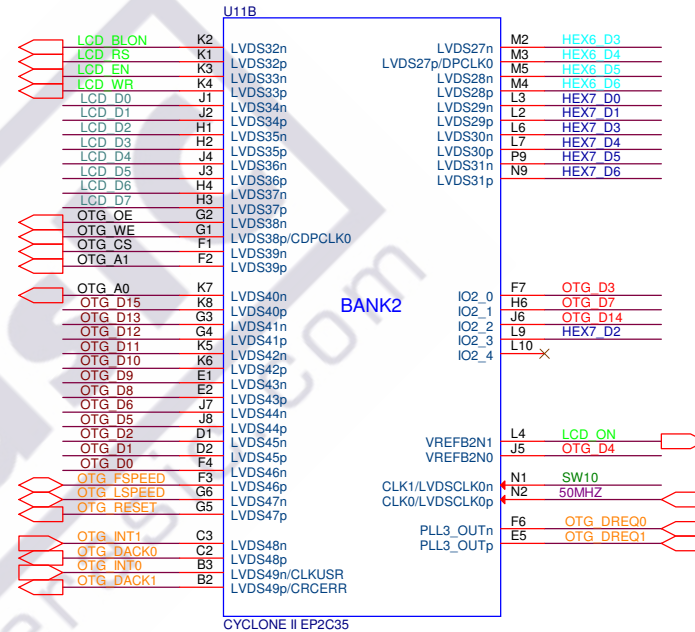 U11B
LCD_BLON K2 LVDS32n
LCD_RS K1 LVDS32p
LCD_EN K3 LVDS33n
LCD_WR K4 LVDS33p
LCD_D0 J1 LVDS34n
LCD_D1 J2 LVDS34p
LCD_D2 H1 LVDS35n
LCD_D3 H2 LVDS35p
LCD_D4 J4 LVDS36n
LCD_D5 J3 LVDS36p
LCD_D6 H4 LVDS37n
LCD_D7 H3 LVDS37p
OTG_OE G2 LVDS38n
OTG_WE G1 LVDS38p/CDPCLK0
OTG_CS F1 LVDS39n
OTG_A1 F2 LVDS39p
OTG_A0 K7 LVDS40n
OTG_D15 K8 LVDS40p
OTG_D13 G3 LVDS41n
OTG_D12 G4 LVDS41p
OTG_D11 K5 LVDS42n
OTG_D10 K6 LVDS42p
OTG_D9 E1 LVDS43n
OTG_D8 E2 LVDS43p
OTG_D6 J7 LVDS44n
OTG_D5 J8 LVDS44p
OTG_D2 D1 LVDS45n
OTG_D1 D2 LVDS45p
OTG_D0 F4 LVDS46n
OTG_FSPEED F3 LVDS46p
OTG_LSPEED G6 LVDS47n
OTG_RESET G5 LVDS47p
OTG_INT1 C3 LVDS48n
OTG_DACK0 C2 LVDS48p
OTG_INT0 B3 LVDS49n/CLKUSR
OTG_DACK1 B2 LVDS49p/CRCERR
BANK2
LVDS27n M2 HEX6_D3
LVDS27p/DPCLK0 M3 HEX6_D4
LVDS28n M5 HEX6_D5
LVDS28p M4 HEX6_D6
LVDS29n L3 HEX7_D0
LVDS29p L2 HEX7_D1
LVDS30n L6 HEX7_D3
LVDS30p L7 HEX7_D4
LVDS31n P9 HEX7_D5
LVDS31p N9 HEX7_D6
IO2_0 F7 OTG_D3
IO2_1 H6 OTG_D7
IO2_2 J6 OTG_D14
IO2_3 L9 HEX7_D2
IO2_4 L10
VREFB2N1 L4 LCD_ON
VREFB2N0 J5 OTG_D4
CLK1/LVDSCLK0n N1 SW10
CLK0/LVDSCLK0p N2 50MHZ
PLL3_OUTn F6 OTG_DREQ0
PLL3_OUTp E5 OTG_DREQ1
CYCLONE II EP2C35